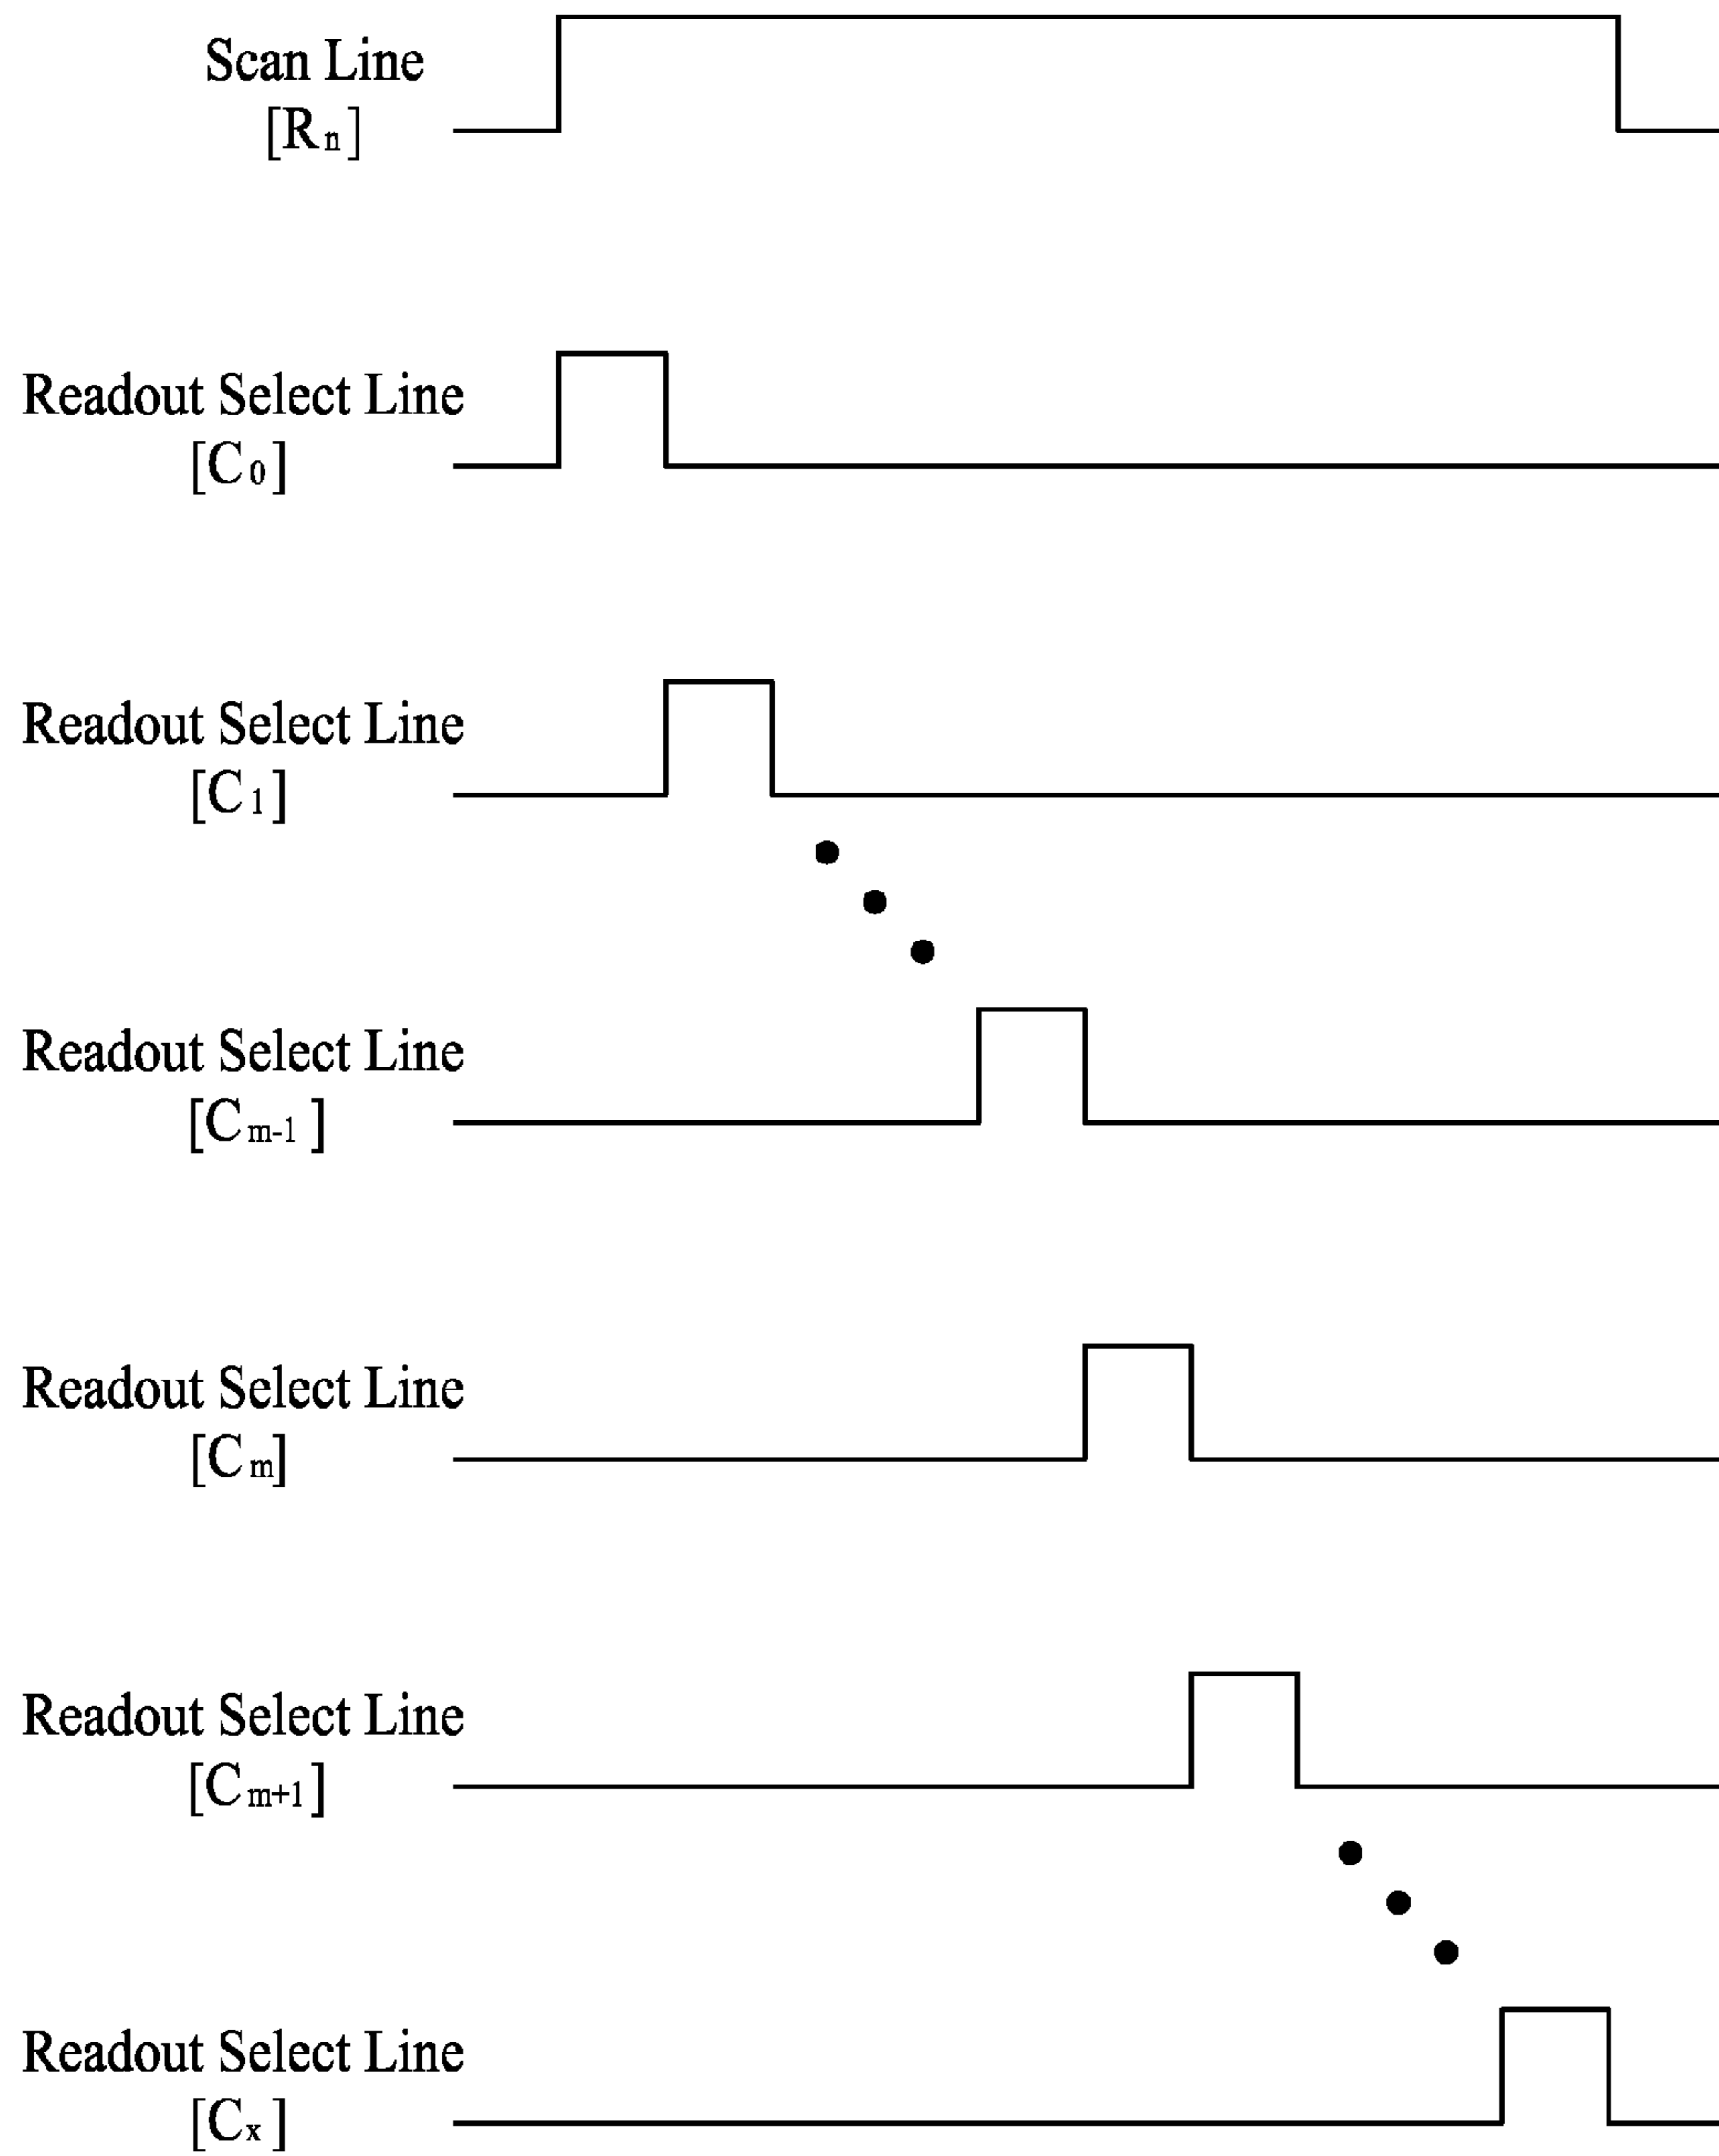 Scan Line
[Rn]
Readout Select Line
[C0]
Readout Select Line
[C1]
Readout Select Line
[Cm-1]
Readout Select Line
[Cm]
Readout Select Line
[Cm+1]
Readout Select Line
[Cx]